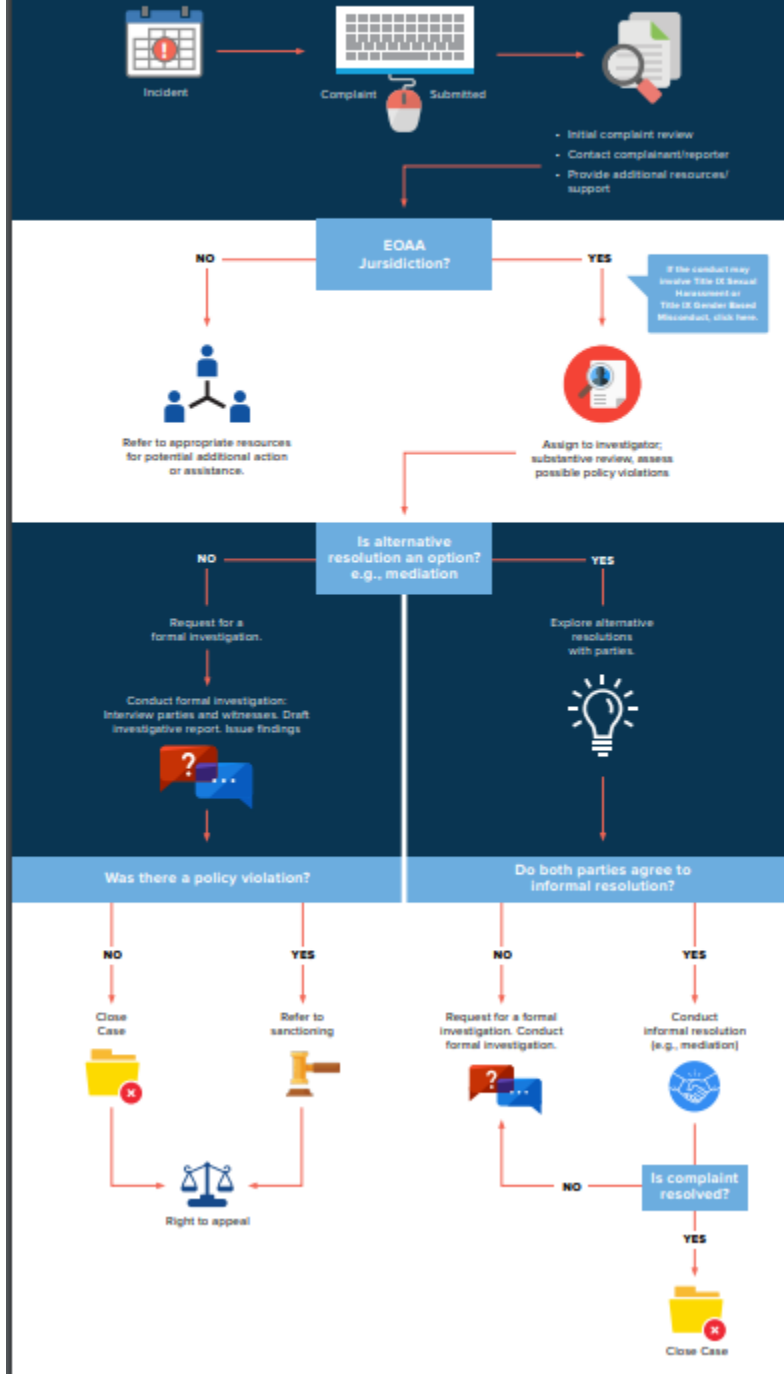 Incident
Complaint
Submitted
• Initial complaint review
• Contact complainant/reporter
• Provide additional resources/
support
EOAA
Jursidiction?
NO
YES
If the conduct may
involve Title IX Sexual
Harassment or
Title IX Gender Based
Misconduct, click here.
Refer to appropriate resources
for potential additional action
or assistance.
Assign to investigator;
substantive review, assess
possible policy violations
Is alternative
resolution an option?
e.g., mediation
NO
YES
Request for a
formal investigation.
Explore alternative
resolutions
with parties.
Conduct formal investigation:
Interview parties and witnesses. Draft
investigative report. Issue findings
?
...
Was there a policy violation?
Do both parties agree to
informal resolution?
NO
YES
NO
YES
Close
Case
Refer to
sanctioning
Request for a formal
investigation. Conduct
formal investigation.
Conduct
informal resolution
(e.g., mediation)
?
...
Is complaint
resolved?
NO
Right to appeal
YES
Close Case